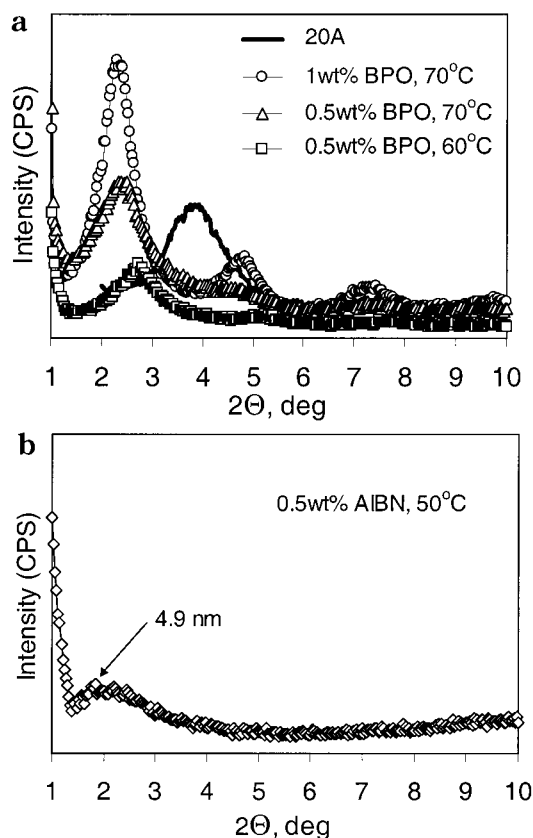 a
20A
1wt% BPO, 70°C
0.5wt% BPO, 70°C
0.5wt% BPO, 60°C
Intensity (CPS)
1 2 3 4 5 6 7 8 9 10
2Θ, deg
b
0.5wt% AIBN, 50°C
4.9 nm
Intensity (CPS)
1 2 3 4 5 6 7 8 9 10
2Θ, deg